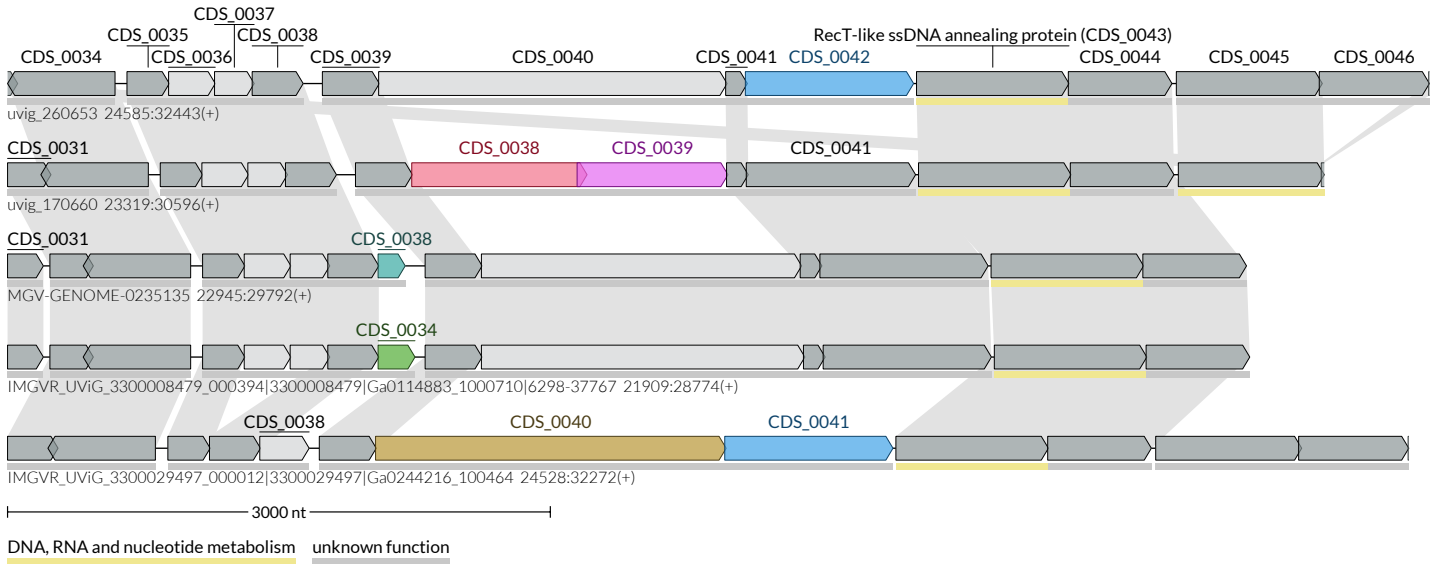 CDS_0037
CDS_0035 CDS_0038 RecT-like ssDNA annealing protein (CDS_0043)
CDS_0034 CDS_0036 CDS_0039 CDS_0040 CDS_0041 CDS_0042 CDS_0044 CDS_0045 CDS_0046
uvig_260653 24585:32443(+)
CDS_0031 CDS_0038 CDS_0039 CDS_0041
uvig_170660 23319:30596(+)
CDS_0031 CDS_0038
MGV-GENOME-0235135 22945:29792(+)
CDS_0034
IMGVR_UViG_3300008479_000394|3300008479|Ga0114883_1000710|6298-37767 21909:28774(+)
CDS_0038 CDS_0040 CDS_0041
IMGVR_UViG_3300029497_000012|3300029497|Ga0244216_100464 24528:32272(+)
3000 nt
DNA, RNA and nucleotide metabolism unknown function